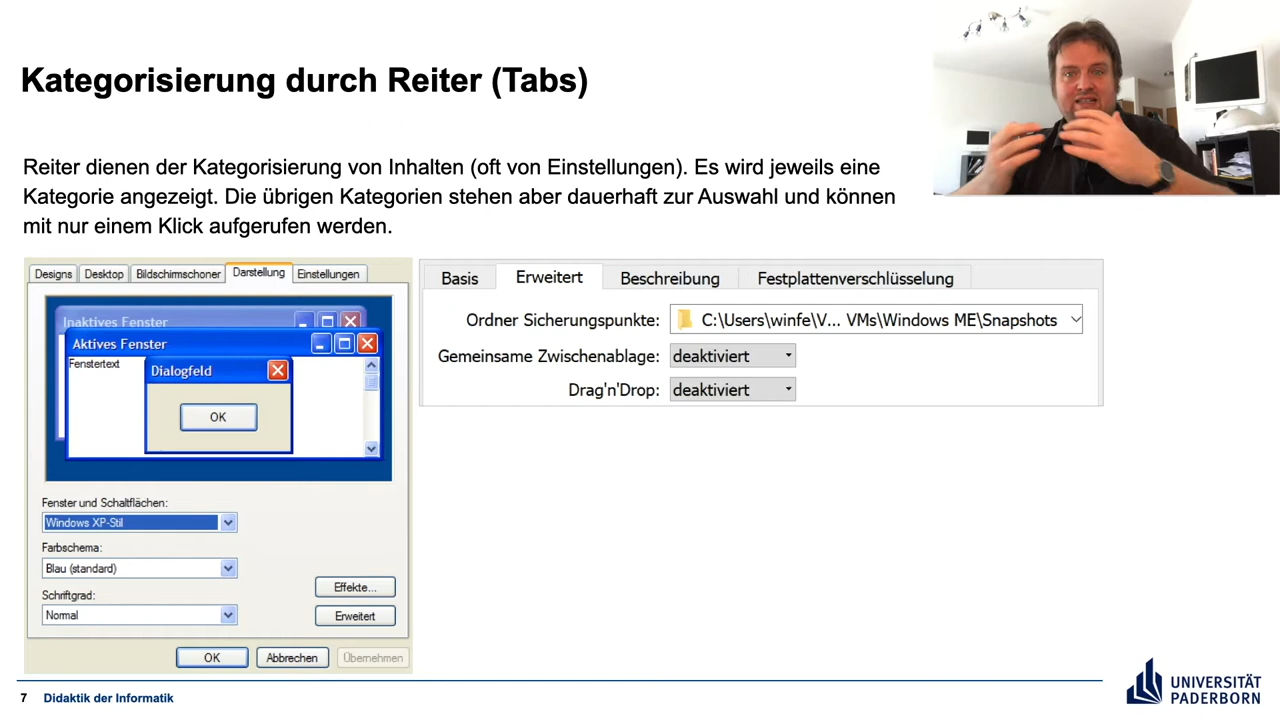 Kategorisierung durch Reiter (Tabs)
Reiter dienen der Kategorisierung von Inhalten (oft von Einstellungen). Es wird jeweils eine
Kategorie angezeigt. Die übrigen Kategorien stehen aber dauerhaft zur Auswahl und können
mit nur einem Klick aufgerufen werden.
Designs Desktop Bildschirmschoner Darstellung Einstellungen
Inaktives Fenster
Aktives Fenster
Fenstertext
Dialogfeld
OK
Fenster und Schaltflächen:
Windows XP-Stil
Farbschema:
Blau (standard)
Effekte...
Schriftgrad:
Normal
Erweitert
OK Abbrechen Übernehmen
Basis Erweitert Beschreibung Festplattenverschlüsselung
Ordner Sicherungspunkte: C:\Users\winfe\V... VMs\Windows ME\Snapshots
Gemeinsame Zwischenablage: deaktiviert
Drag'n'Drop: deaktiviert
7 Didaktik der Informatik
UNIVERSITÄT
PADERBORN